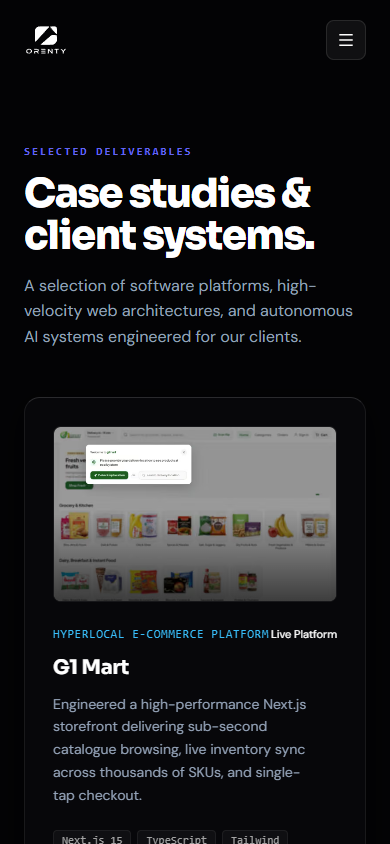 ORENTY
SELECTED DELIVERABLES
Case studies &
client systems.
A selection of software platforms, high-
velocity web architectures, and autonomous
AI systems engineered for our clients.
HYPERLOCAL E-COMMERCE PLATFORM Live Platform
G1 Mart
Engineered a high-performance Next.js
storefront delivering sub-second
catalogue browsing, live inventory sync
across thousands of SKUs, and single-
tap checkout.
Next.js 15 TypeScript Tailwind